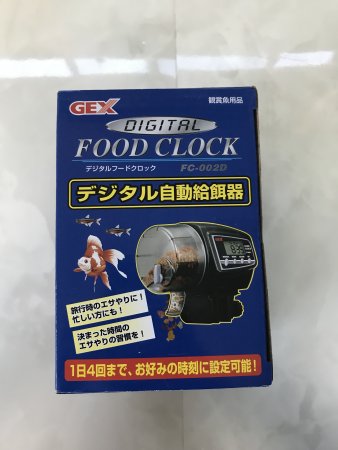 GEX
観賞魚用品
DIGITAL
FOOD CLOCK
デジタルフードクロック
FC-002D
デジタル自動給餌器
GEX
旅行時のエサやりに!
忙しい方にも!
決まった時間の
エサやりの習慣を!
1日4回まで、お好みの時刻に設定可能!